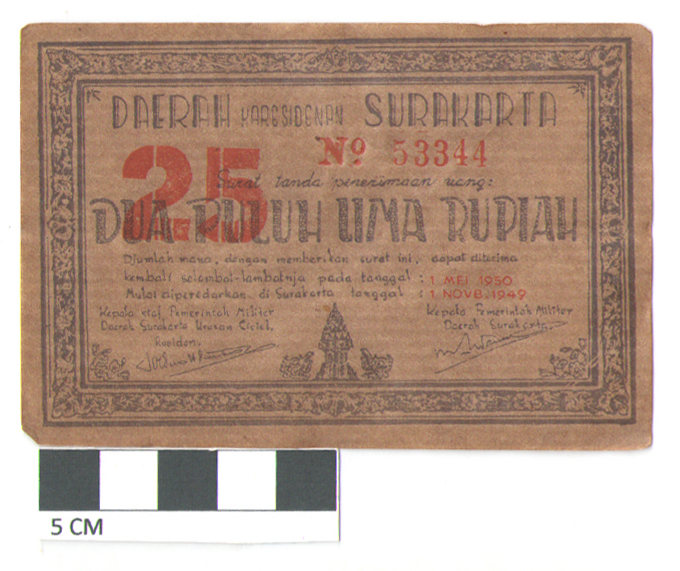 DAERAH KARESIDENAN SURAKARTA
25
No 53344
Surat tanda penerimaan uang:
DUA PULUH LIMA RUPIAH
Djumlah mana, dengan memberikan surat ini, dapat diterima
kembali selambat-lambatnja pada tanggal : 1 MEI 1950
Mulai diperedarkan di Surakarta tanggal : 1 NOVB. 1949
Kepala Staf Pemerintah Militer
Daerah Surakarta Urusan Cieiel.
Residen.
Kepala Pemerintah Militer
Daerah Surakarta.
5 CM